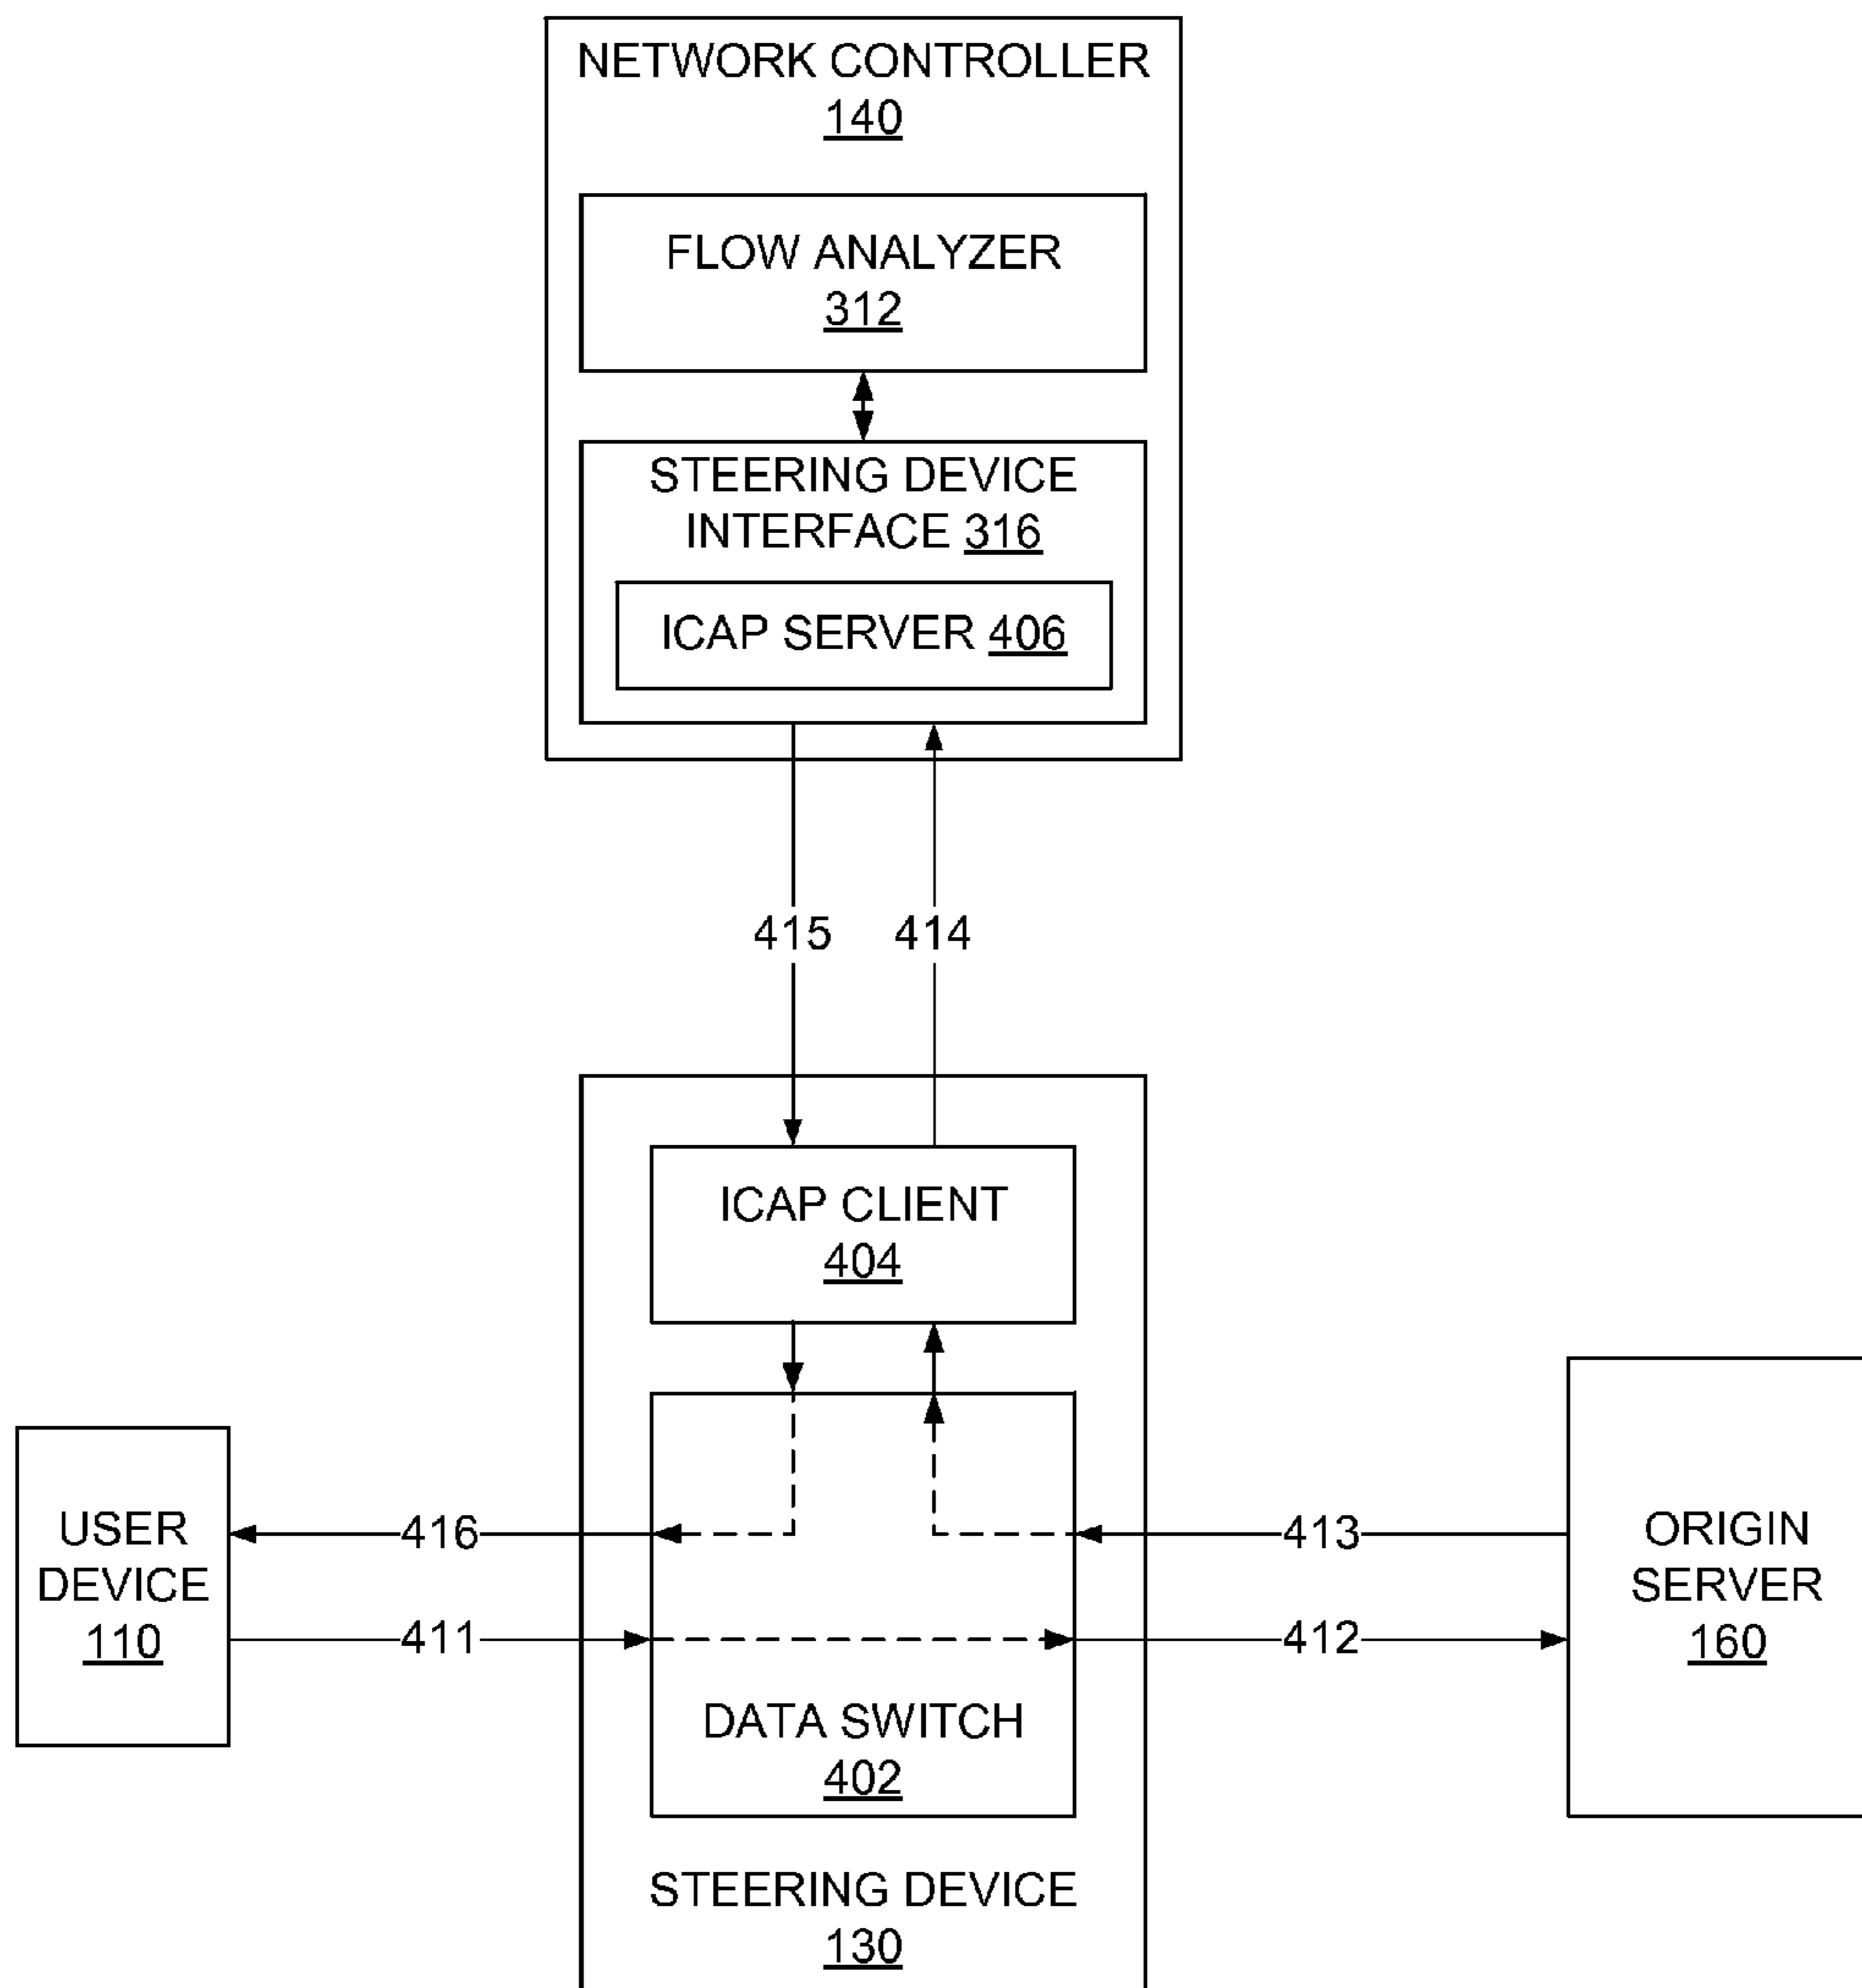 NETWORK CONTROLLER
140
FLOW ANALYZER
312
STEERING DEVICE
INTERFACE 316
ICAP SERVER 406
415
414
ICAP CLIENT
404
USER
DEVICE
110
416
411
413
412
ORIGIN
SERVER
160
DATA SWITCH
402
STEERING DEVICE
130